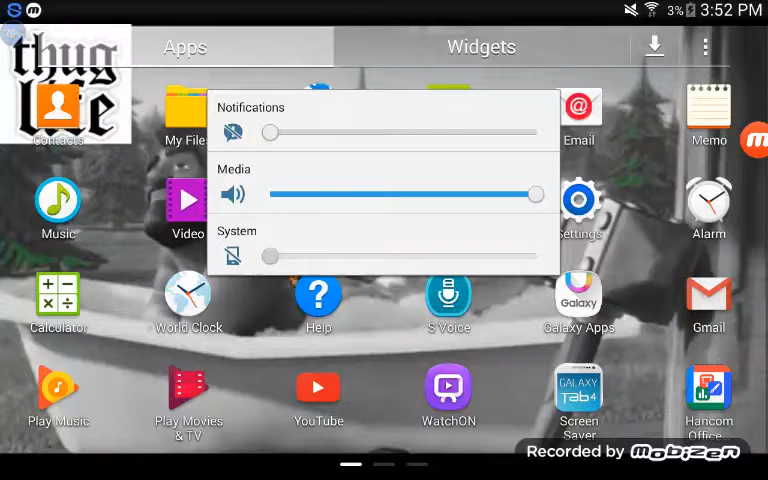 3% 3:52 PM
Apps
Widgets
thug
life
Contacts
My File
Email
Memo
Notifications
Media
System
Music
Video
Settings
Alarm
Calculator
World Clock
Help
S Voice
Galaxy
Galaxy Apps
Gmail
Play Music
Play Movies
& TV
YouTube
WatchON
GALAXY
Tab4
Screen
Saver
Hancom
Office...
Recorded by Mobizen